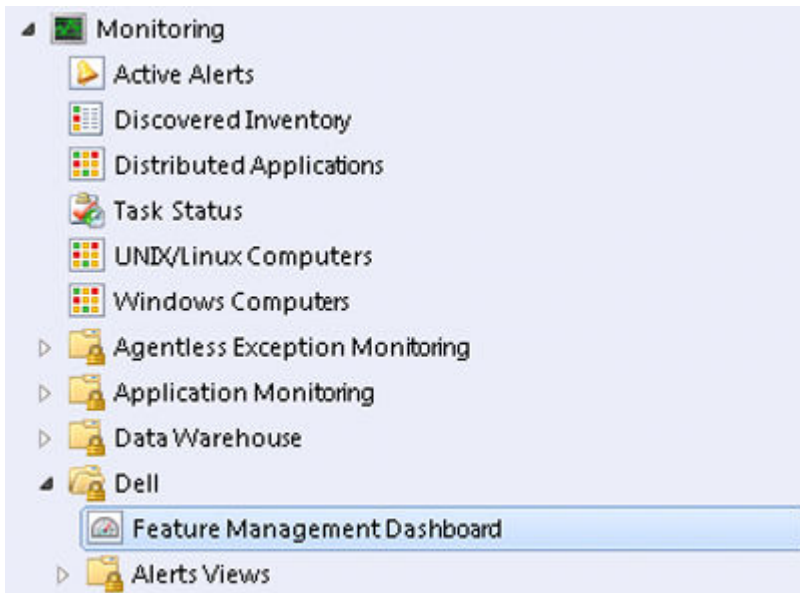 Monitoring
Active Alerts
Discovered Inventory
Distributed Applications
Task Status
UNIX/Linux Computers
Windows Computers
Agentless Exception Monitoring
Application Monitoring
Data Warehouse
Dell
Feature Management Dashboard
Alerts Views